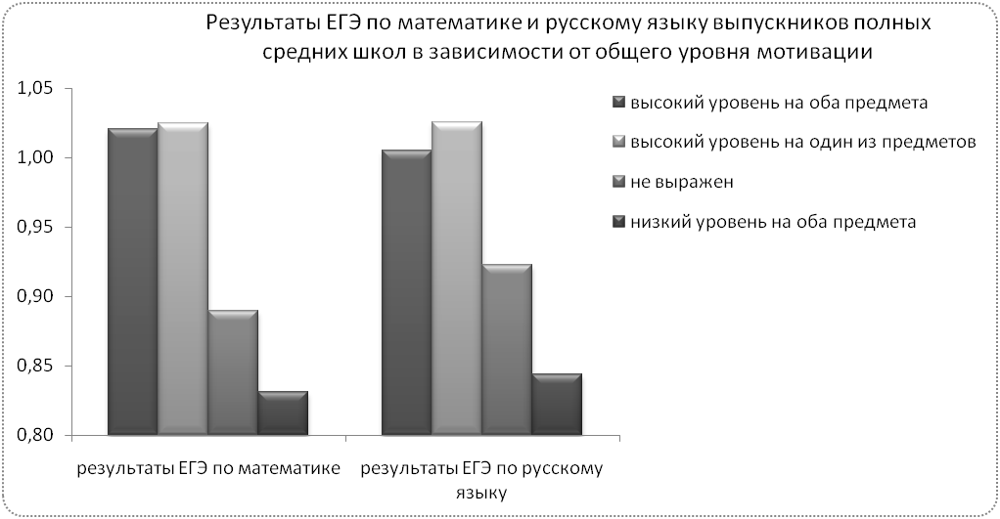 Результаты ЕГЭ по математике и русскому языку выпускников полных
средних школ в зависимости от общего уровня мотивации
1,05
1,00
0,95
0,90
0,85
0,80
высокий уровень на оба предмета
высокий уровень на один из предметов
не выражен
низкий уровень на оба предмета
результаты ЕГЭ по математике
результаты ЕГЭ по русскому
языку